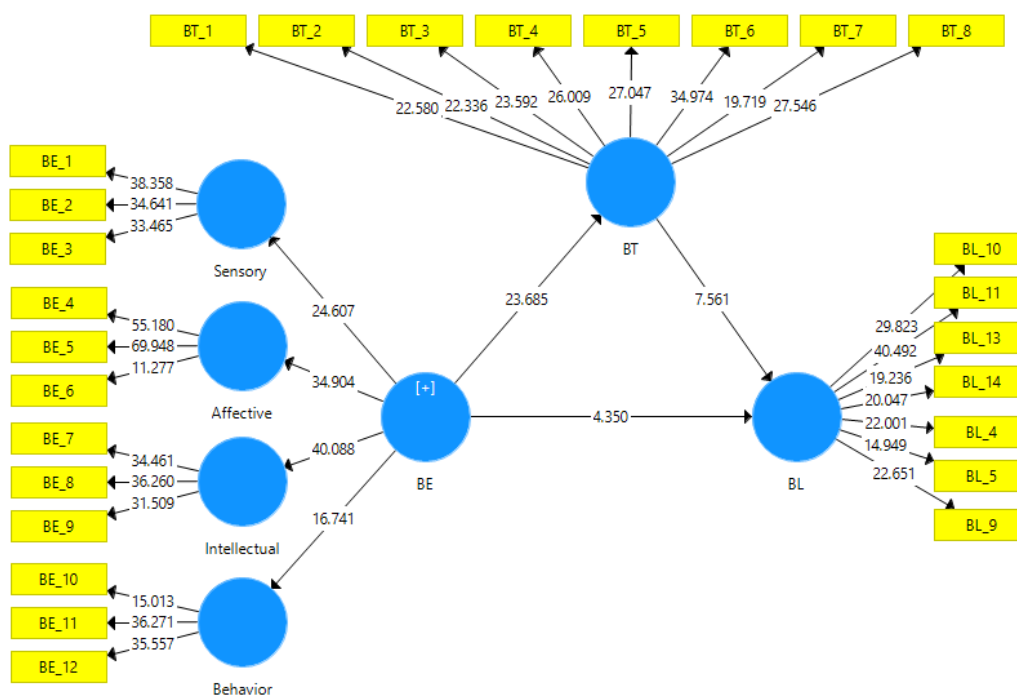 BT_1 BT_2 BT_3 BT_4 BT_5 BT_6 BT_7 BT_8
22.580 22.336 23.592 26.009 27.047 34.974 19.719 27.546
BT
BE_1
BE_2
BE_3
38.358
34.641
33.465
Sensory
BE_4
BE_5
BE_6
55.180
69.948
11.277
Affective
BE_7
BE_8
BE_9
34.461
36.260
31.509
Intellectual
BE_10
BE_11
BE_12
15.013
36.271
35.557
Behavior
24.607
34.904
40.088
16.741
[+]
BE
23.685
7.561
4.350
BL
29.823
40.492
19.236
20.047
22.001
14.949
22.651
BL_10
BL_11
BL_13
BL_14
BL_4
BL_5
BL_9